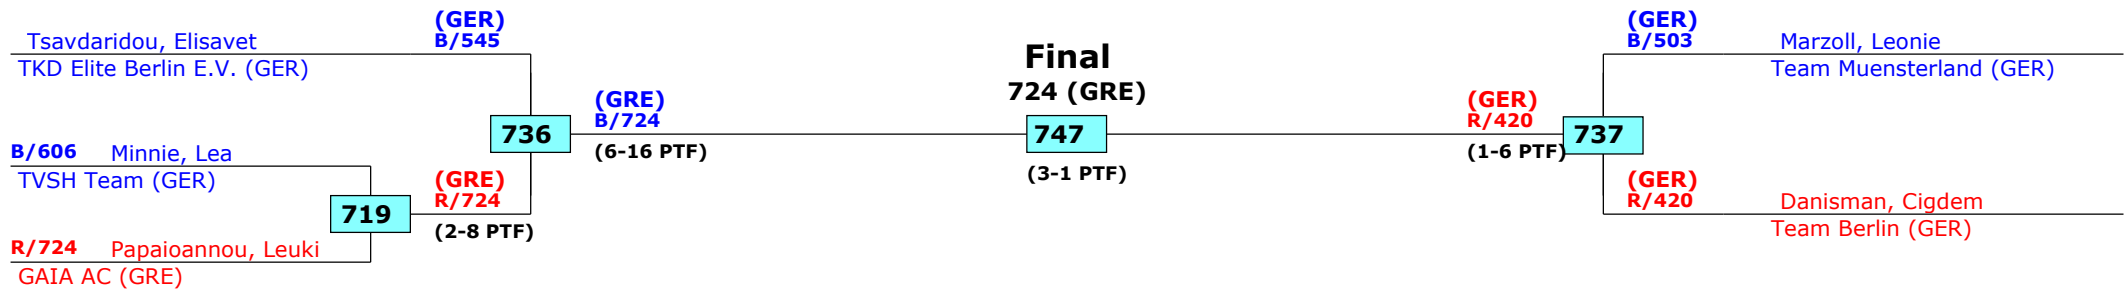 (GER)
B/545
Tsavdaridou, Elisavet
TKD Elite Berlin E.V. (GER)
B/606 Minnie, Lea
TVSH Team (GER)
R/724 Papaioannou, Leuki
GAIA AC (GRE)
719
(GRE)
R/724
(2-8 PTF)
736
(GRE)
B/724
(6-16 PTF)
Final
724 (GRE)
747
(3-1 PTF)
(GER)
R/420
(1-6 PTF)
737
(GER)
B/503
Marzoll, Leonie
Team Muensterland (GER)
(GER)
R/420
Danisman, Cigdem
Team Berlin (GER)